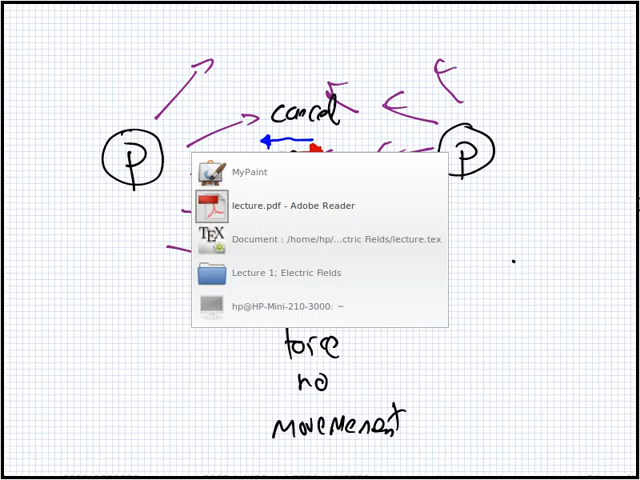 cancel
P
P
MyPaint
lecture.pdf - Adobe Reader
TEX
Document : /home/hp/...ctric Fields/lecture.tex
Lecture 1; Electric Fields
hp@HP-Mini-210-3000: ~
force
no
movement